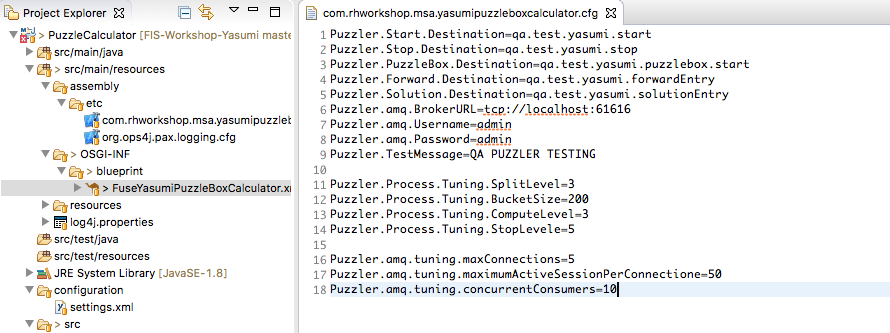 Project Explorer
PuzzleCalculator [FIS-Workshop-Yasumi mast
> src/main/java
> src/main/resources
assembly
> etc
com.rhworkshop.msa.yasumipuzzleb
org.ops4j.pax.logging.cfg
> OSGI-INF
> blueprint
> FuseYasumiPuzzleBoxCalculator.x
resources
> log4j.properties
src/test/java
src/test/resources
JRE System Library [JavaSE-1.8]
configuration
settings.xml
> src
com.rhworkshop.msa.yasumipuzzleboxcalculator.cfg
1 Puzzler.Start.Destination=qa.test.yasumi.start
2 Puzzler.Stop.Destination=qa.test.yasumi.stop
3 Puzzler.PuzzleBox.Destination=qa.test.yasumi.puzzlebox.start
4 Puzzler.Forward.Destination=qa.test.yasumi.forwardEntry
5 Puzzler.Solution.Destination=qa.test.yasumi.solutionEntry
6 Puzzler.amq.BrokerURL=tcp://localhost:61616
7 Puzzler.amq.Username=admin
8 Puzzler.amq.Password=admin
9 Puzzler.TestMessage=QA PUZZLER TESTING
10
11 Puzzler.Process.Tuning.SplitLevel=3
12 Puzzler.Process.Tuning.BucketSize=200
13 Puzzler.Process.Tuning.ComputeLevel=3
14 Puzzler.Process.Tuning.StopLevele=5
15
16 Puzzler.amq.tuning.maxConnections=5
17 Puzzler.amq.tuning.maximumActiveSessionPerConnectione=50
18 Puzzler.amq.tuning.concurrentConsumers=10